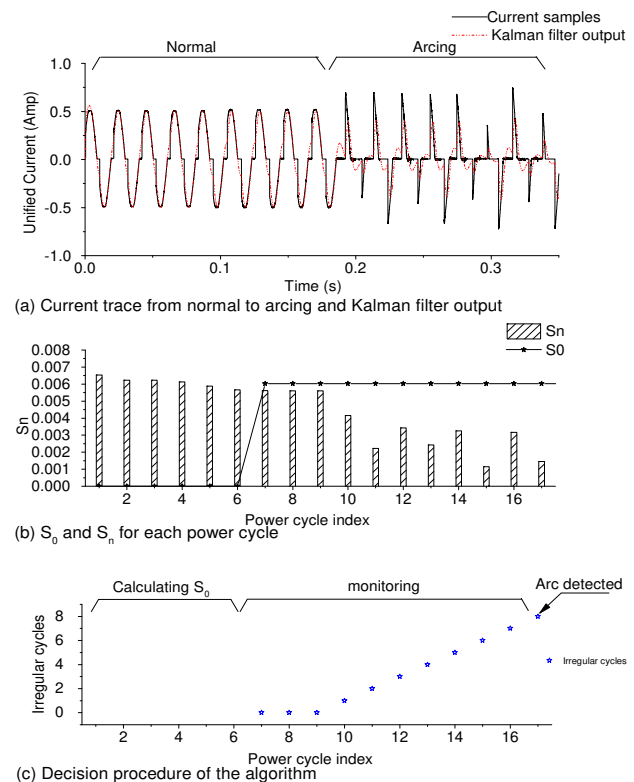 Current samples
Kalman filter output
Normal
Arcing
1.0
0.5
0.0
-0.5
-1.0
Unified Current (Amp)
0.0 0.1 0.2 0.3
Time (s)
(a) Current trace from normal to arcing and Kalman filter output
Sn
S0
0.008
0.007
0.006
0.005
0.004
0.003
0.002
0.001
0.000
Sn
2 4 6 8 10 12 14 16
Power cycle index
(b) S0 and Sn for each power cycle
Calculating S0
monitoring
Arc detected
8
6
4
2
0
Irregular cycles
Irregular cycles
2 4 6 8 10 12 14 16
Power cycle index
(c) Decision procedure of the algorithm